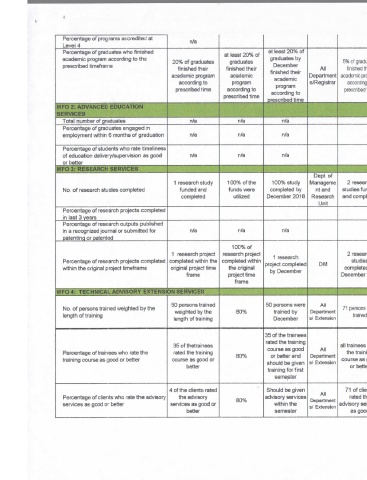 Percentage of programs accredited at
Level 4
n/a
Percentage of graduates who finished
academic program according to the
prescribed timeframe
20% of graduates
finished their
academic program
according to
prescribed time
at least 20% of
graduates
finished their
academic
program
according to
prescribed time
at least 20% of
graduates by
December
finished their
academic
program
according to
prescribed time
All
Department
s/Registrar
5% of gradu
finished t
academic pro
according
prescribed
MFO 2: ADVANCED EDUCATION
SERVICES
Total number of graduates
n/a
n/a
n/a
Percentage of graduates engaged in
employment within 6 months of graduation
n/a
n/a
n/a
Percentage of students who rate timeliness
of education delivery/supervision as good
or better
n/a
n/a
n/a
MFO 3: RESEARCH SERVICES
No. of research studies completed
1 research study
funded and
completed
100% of the
funds were
utilized
100% study
completed by
December 2018
Dept. of
Manageme
nt and
Research
Unit
2 resear
studies fun
and compl
Percentage of research projects completed
in last 3 years
Percentage of research outputs published
in a recognized journal or submitted for
patenting or patented
n/a
n/a
n/a
Percentage of research projects completed
within the original project timeframe
1 research project
completed within the
original project time
frame
100% of
research project
completed within
the original
project time
frame
1 research
project completed
by December
DM
2 resear
studies
completed
December
MFO 4: TECHNICAL ADVISORY EXTENSION SERVICES
No. of persons trained weighted by the
length of training
50 persons trained
weighted by the
length of training
80%
50 persons were
trained by
December
All
Department
s/ Extension
71 persons
trained
Percentage of trainees who rate the
training course as good or better
35 of thetrainees
rated the training
course as good or
better
80%
35 of the trainees
rated the training
course as good
or better and
should be given
training for first
semester
All
Department
s/ Extension
all trainees
the traini
course as
or bette
Percentage of clients who rate the advisory
services as good or better
4 of the clients rated
the advisory
services as good or
better
80%
Should be given
advisory services
within the
semester
All
Department
s/ Extension
71 of clie
rated th
advisory se
as goo